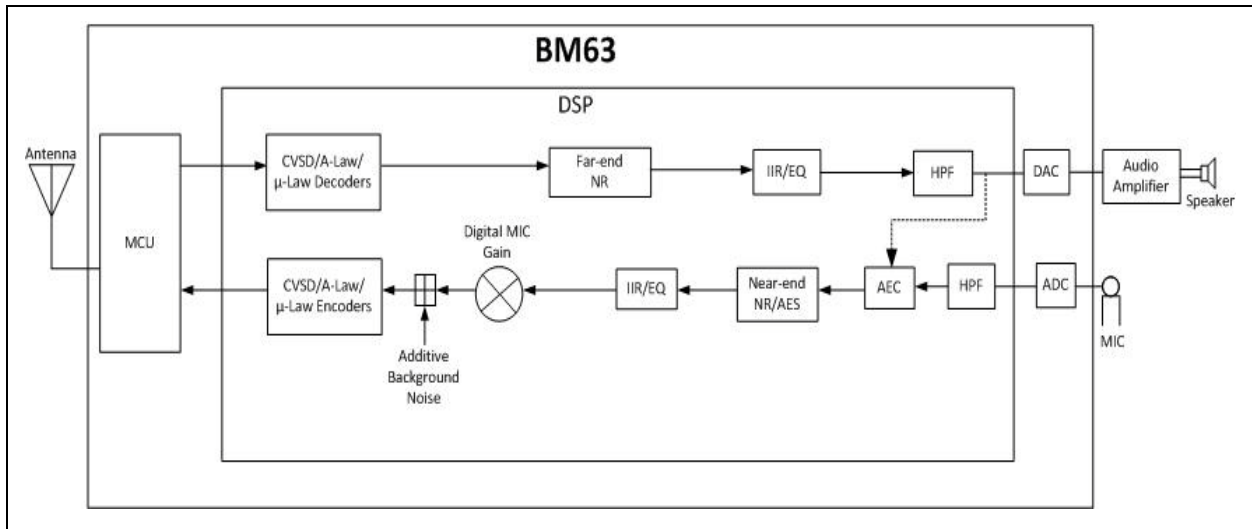 BM63
DSP
Antenna
MCU
CVSD/A-Law/
µ-Law Decoders
Far-end
NR
IIR/EQ
HPF
DAC
Audio
Amplifier
Speaker
CVSD/A-Law/
µ-Law Encoders
Additive
Background
Noise
Digital MIC
Gain
IIR/EQ
Near-end
NR/AES
AEC
HPF
ADC
MIC